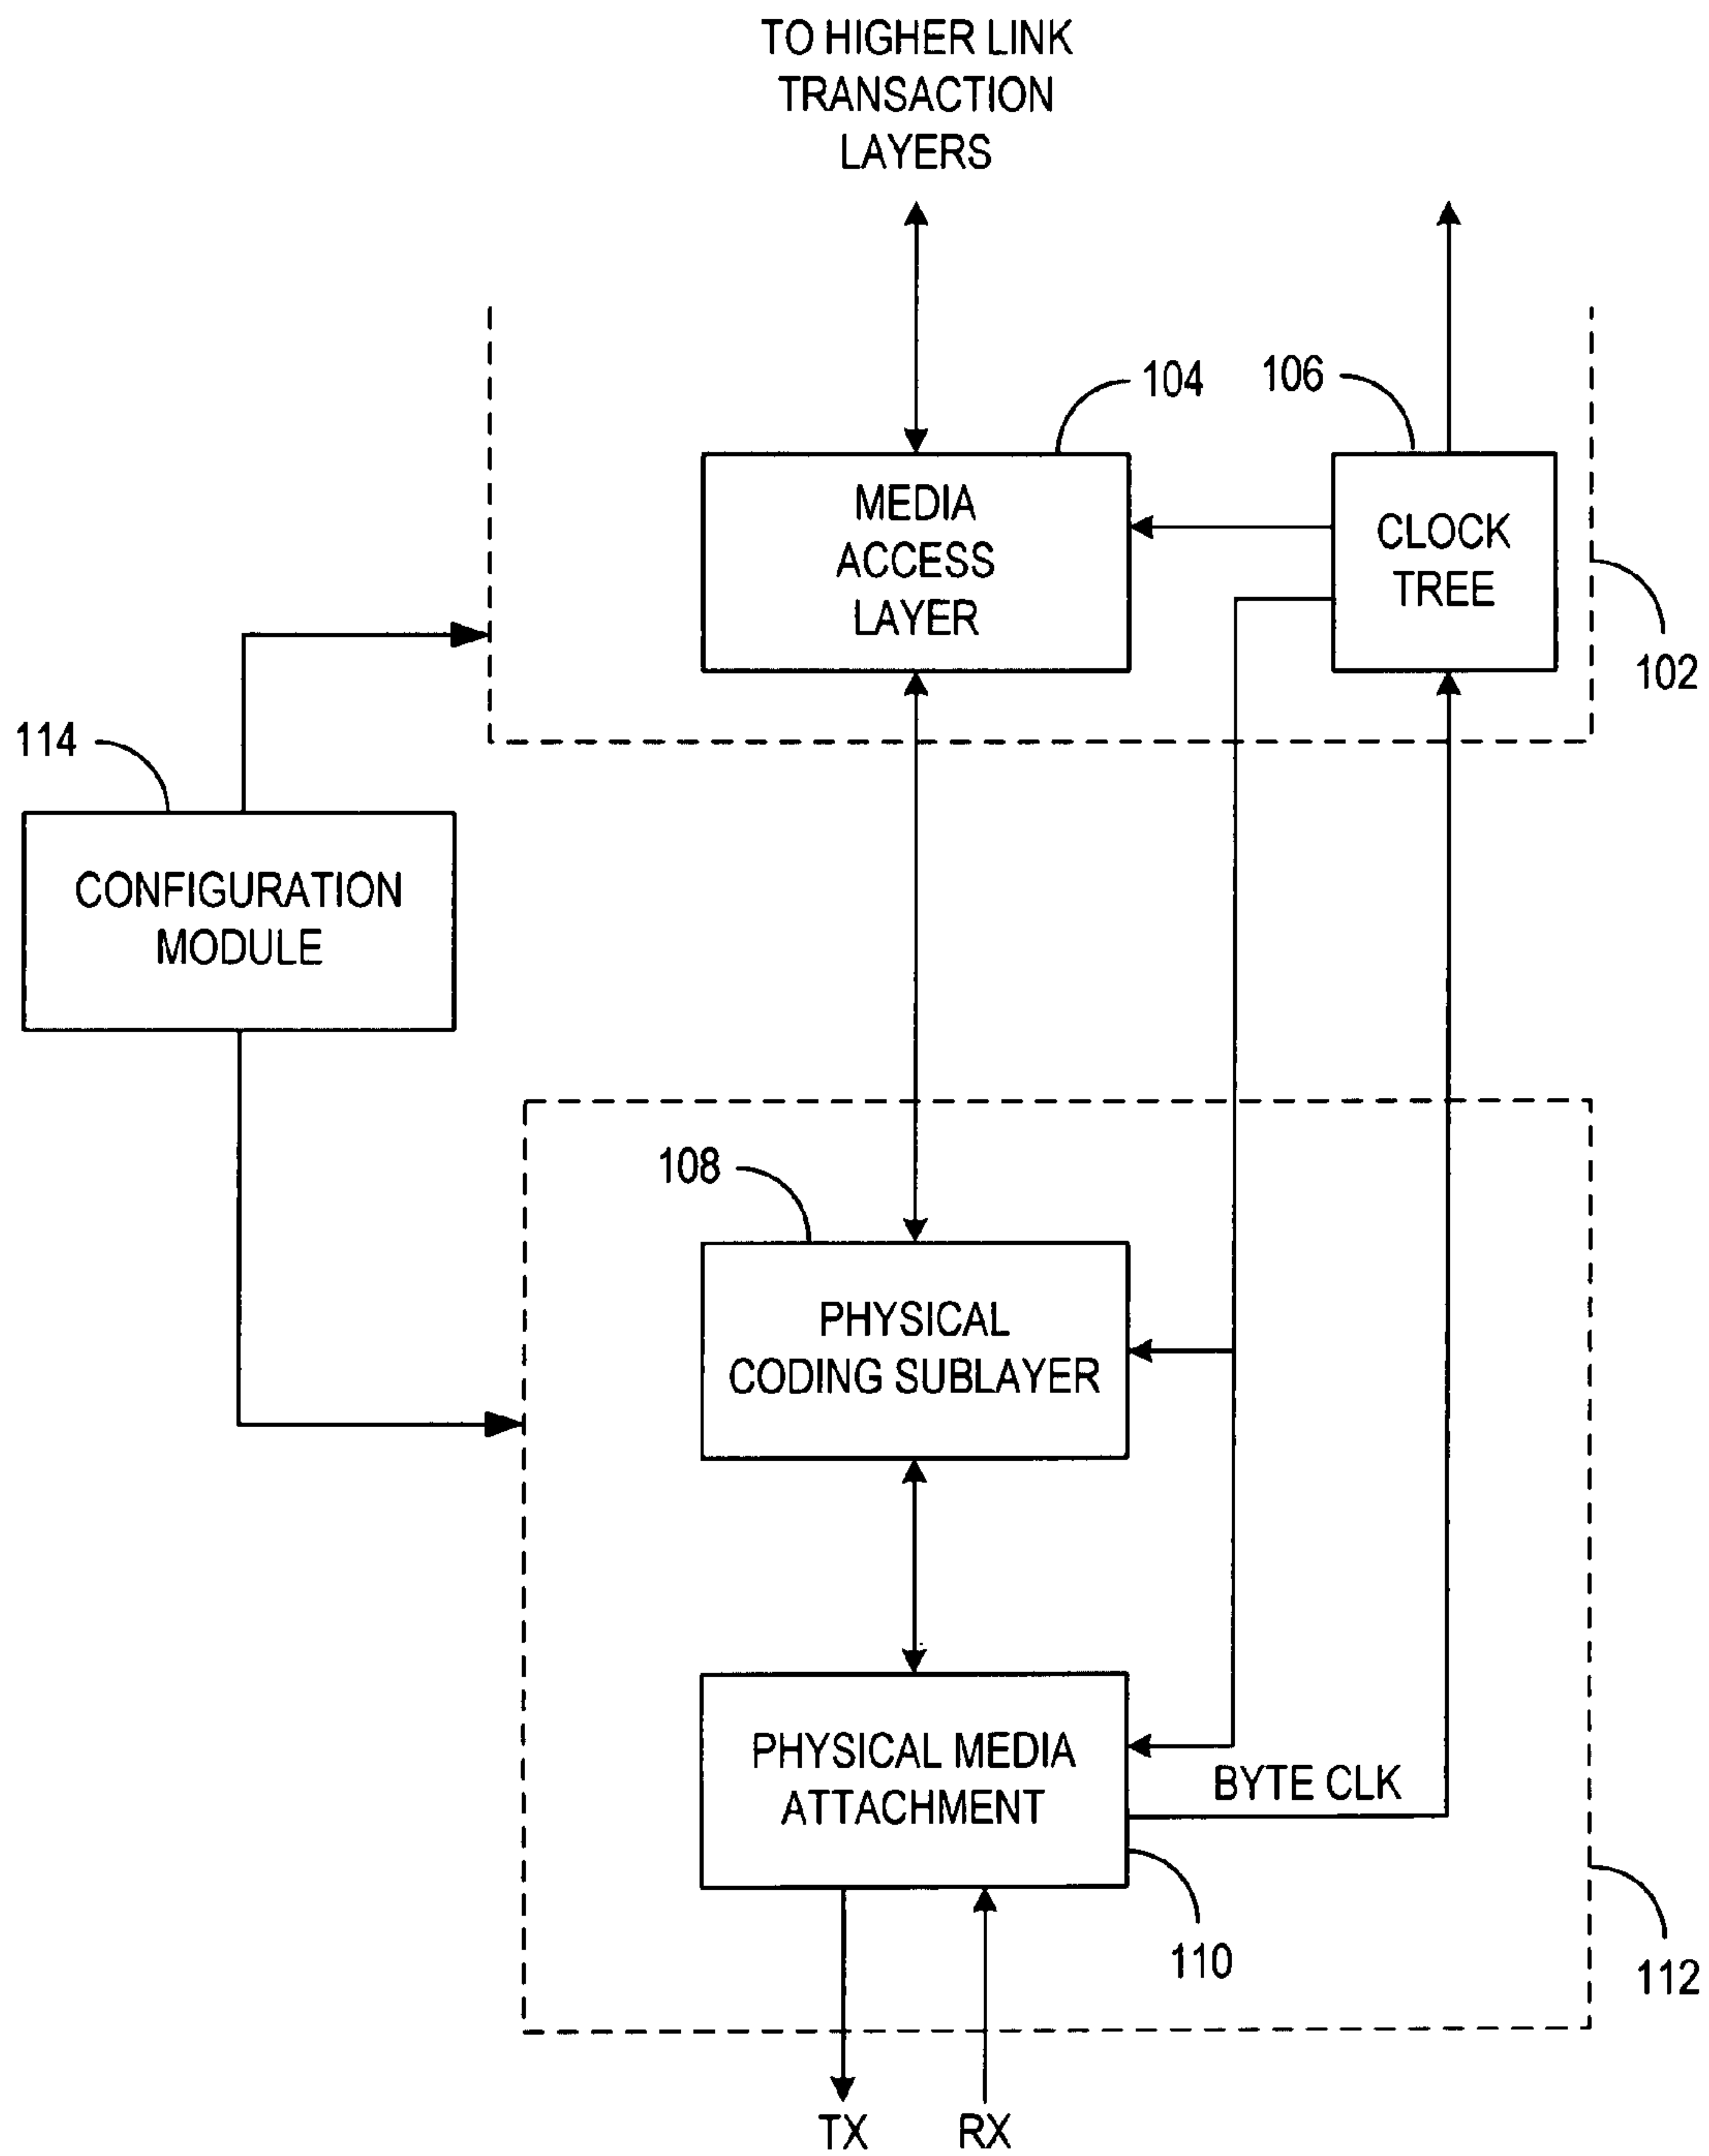 TO HIGHER LINK
TRANSACTION
LAYERS
104
106
MEDIA
ACCESS
LAYER
CLOCK
TREE
102
114
CONFIGURATION
MODULE
108
PHYSICAL
CODING SUBLAYER
PHYSICAL MEDIA
ATTACHMENT
BYTE CLK
110
112
TX
RX